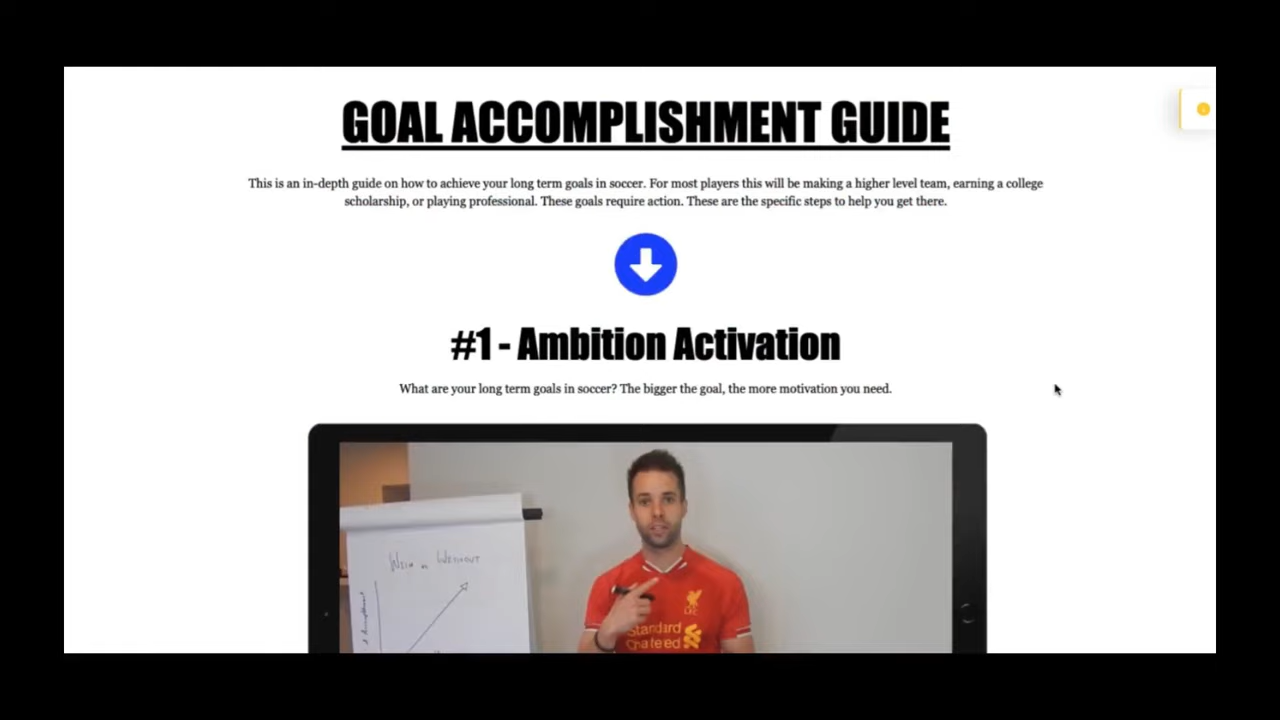 GOAL ACCOMPLISHMENT GUIDE
This is an in-depth guide on how to achieve your long term goals in soccer. For most players this will be making a higher level team, earning a college
scholarship, or playing professional. These goals require action. These are the specific steps to help you get there.
#1 - Ambition Activation
What are your long term goals in soccer? The bigger the goal, the more motivation you need.
Standard